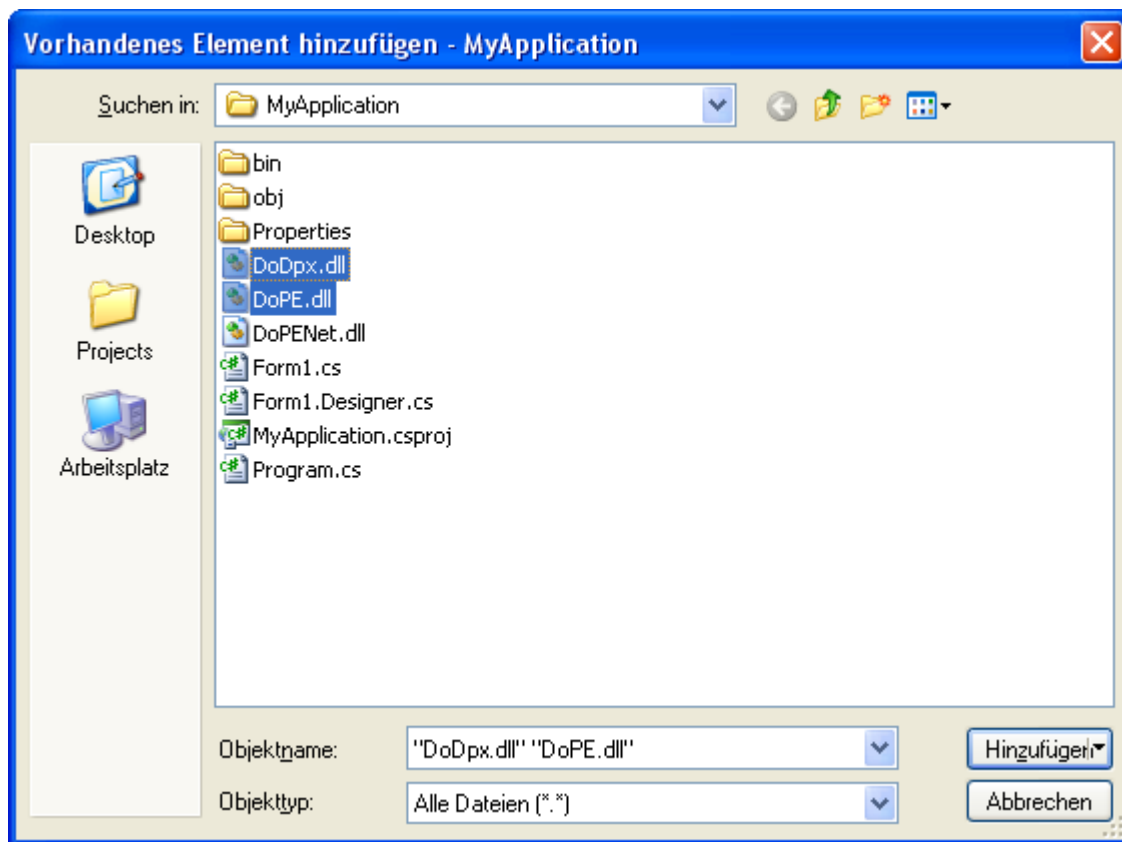 Vorhandenes Element hinzufügen - MyApplication
Suchen in: MyApplication
Desktop
Projects
Arbeitsplatz
bin
obj
Properties
DoDpx.dll
DoPE.dll
DoPENet.dll
Form1.cs
Form1.Designer.cs
MyApplication.csproj
Program.cs
Objektname: "DoDpx.dll" "DoPE.dll" Hinzufügen
Objekttyp: Alle Dateien (*.*) Abbrechen